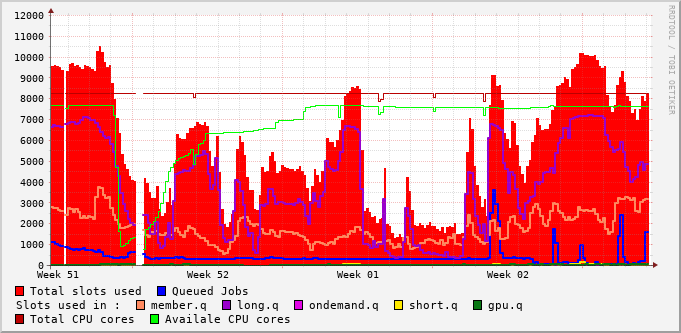 12000
11000
10000
9000
8000
7000
6000
5000
4000
3000
2000
1000
0
Week 51 Week 52 Week 01 Week 02
RRDTOOL / TOBI OETIKER
Total slots used Queued Jobs
Slots used in : member.q long.q ondemand.q short.q gpu.q
Total CPU cores Availale CPU cores